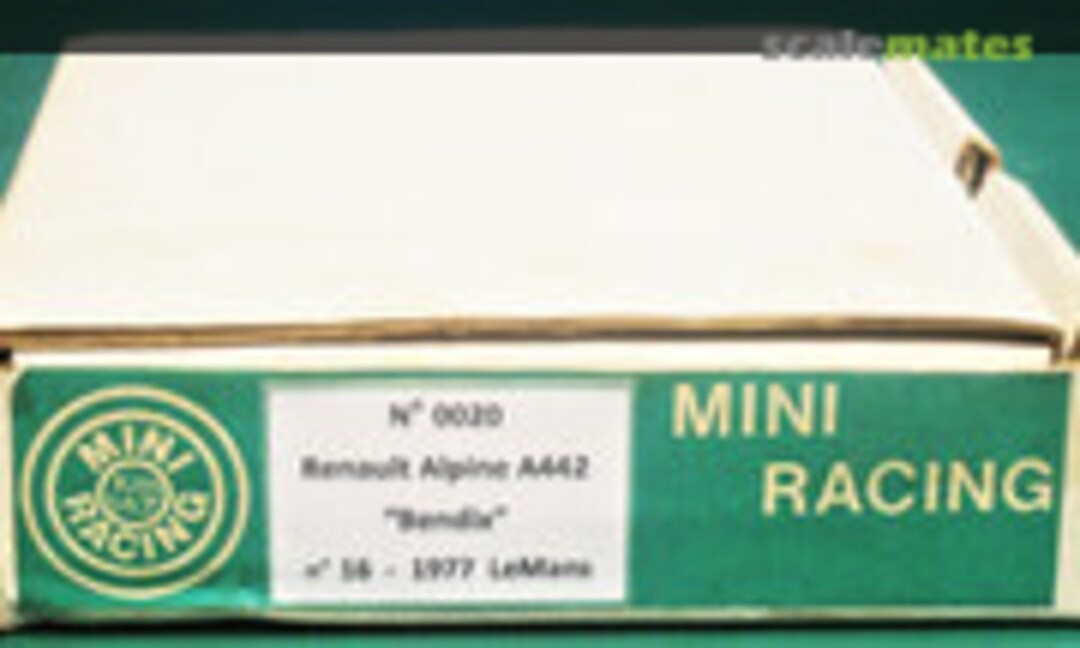 scalemates
MINI
RACING
N° 0020
Renault Alpine A442
"Bendix"
n° 16 - 1977 LeMans
MINI
RACING